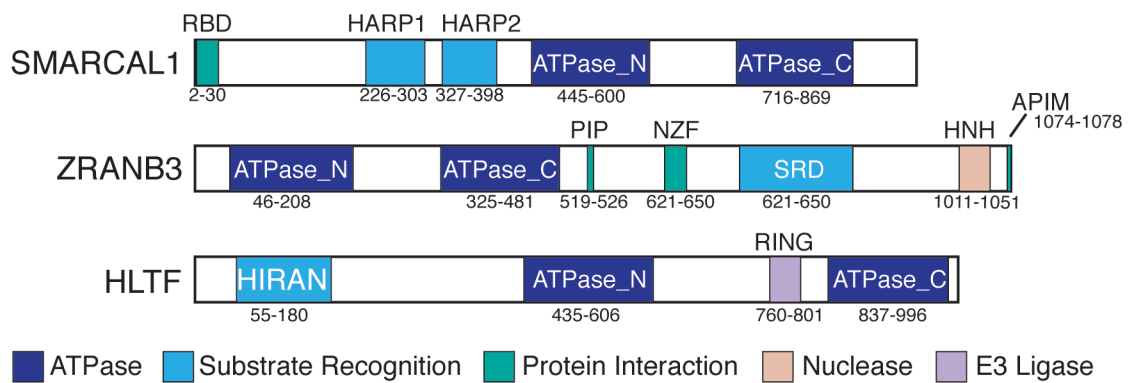 RBD HARP1 HARP2
SMARCAL1 ATPase_N ATPase_C
2-30 226-303 327-398 445-600 716-869
APIM
PIP NZF HNH 1074-1078
ZRANB3 ATPase_N ATPase_C SRD
46-208 325-481 519-526 621-650 621-650 1011-1051
RING
HLTF HIRAN ATPase_N ATPase_C
55-180 435-606 760-801 837-996
ATPase Substrate Recognition Protein Interaction Nuclease E3 Ligase